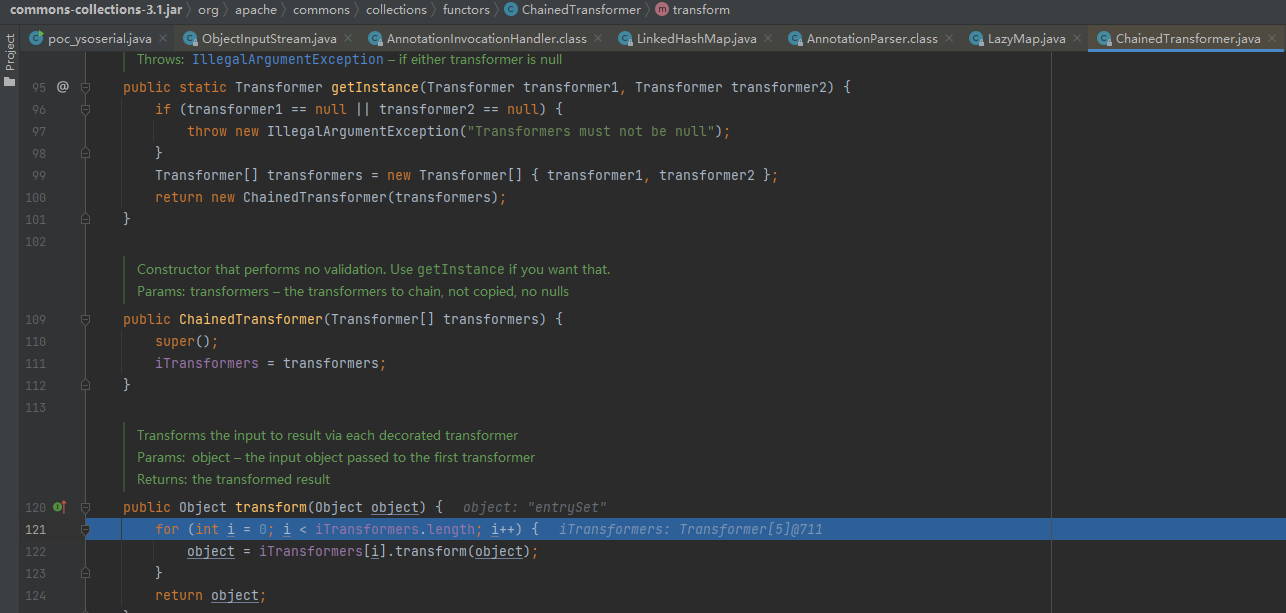 commons-collections-3.1.jar 〉 org 〉 apache 〉 commons 〉 collections 〉 functors 〉 C ChainedTransformer 〉 m transform
Project
poc_ysoserial.java × ObjectInputStream.java × AnnotationInvocationHandler.class × LinkedHashMap.java × AnnotationParser.class × LazyMap.java × ChainedTransformer.java ×
Throws: IllegalArgumentException – if either transformer is null
95 @ public static Transformer getInstance(Transformer transformer1, Transformer transformer2) {
96 if (transformer1 == null || transformer2 == null) {
97 throw new IllegalArgumentException("Transformers must not be null");
98 }
99 Transformer[] transformers = new Transformer[] { transformer1, transformer2 };
100 return new ChainedTransformer(transformers);
101 }
102
Constructor that performs no validation. Use getInstance if you want that.
Params: transformers – the transformers to chain, not copied, no nulls
109 public ChainedTransformer(Transformer[] transformers) {
110 super();
111 iTransformers = transformers;
112 }
113
Transforms the input to result via each decorated transformer
Params: object – the input object passed to the first transformer
Returns: the transformed result
120 public Object transform(Object object) { object: "entrySet"
121 for (int i = 0; i < iTransformers.length; i++) { iTransformers: Transformer[5]@711
122 object = iTransformers[i].transform(object);
123 }
124 return object;